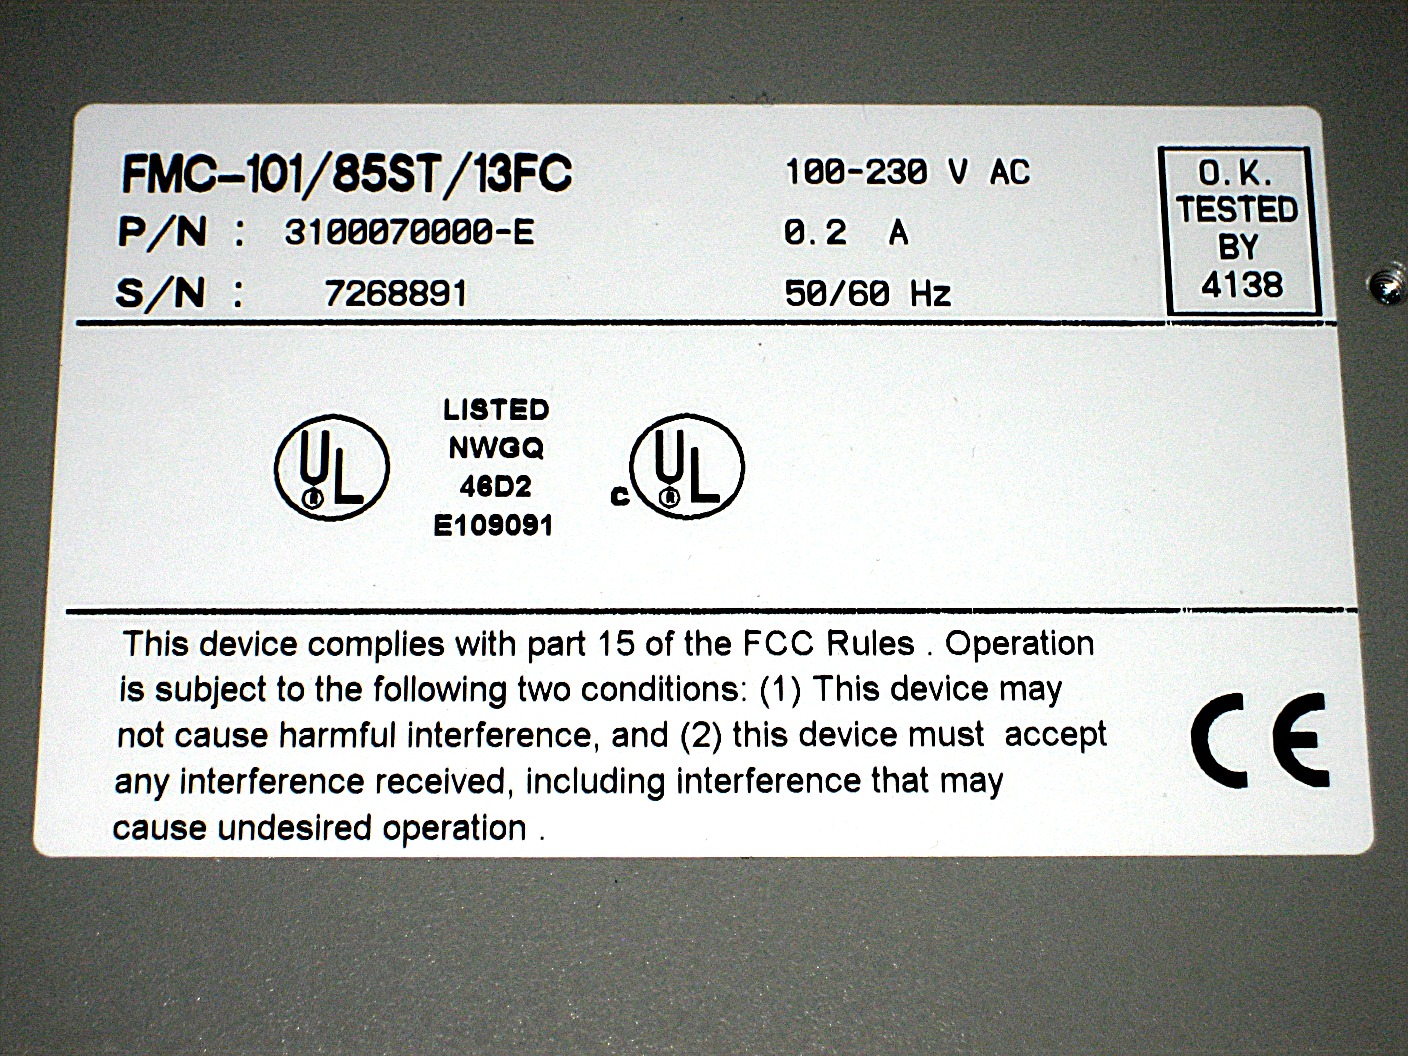 FMC-101/85ST/13FC
P/N : 3100070000-E
S/N : 7268891
100-230 V AC
0.2 A
50/60 Hz
O.K.
TESTED
BY
4138
UL
®
LISTED
NWGQ
46D2
E109091
C UL
®
This device complies with part 15 of the FCC Rules . Operation
is subject to the following two conditions: (1) This device may
not cause harmful interference, and (2) this device must accept
any interference received, including interference that may
cause undesired operation .
CE